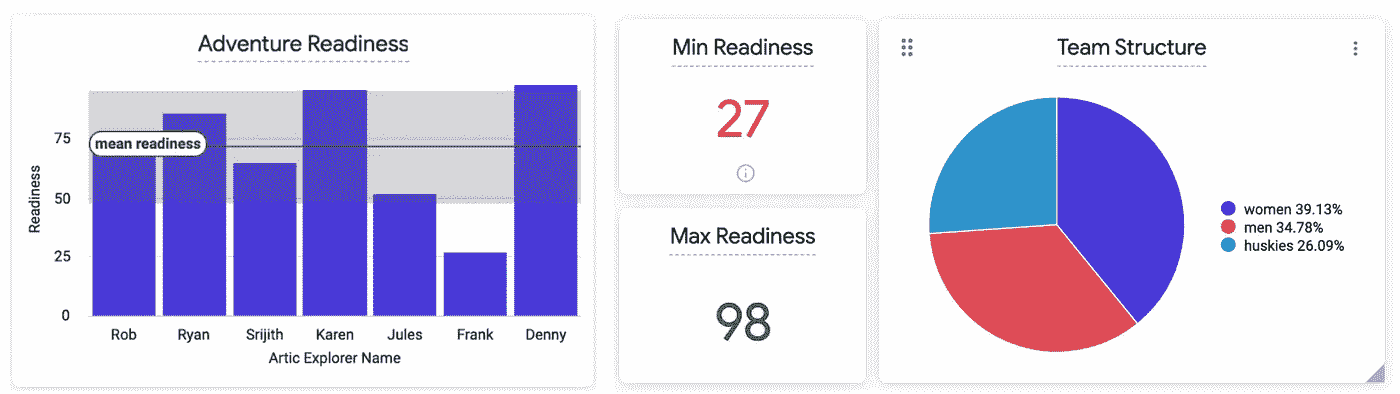 Adventure Readiness
75
50
25
0
Readiness
mean readiness
Rob Ryan Srijith Karen Jules Frank Denny
Artic Explorer Name
Min Readiness
27
Max Readiness
98
Team Structure
women 39.13%
men 34.78%
huskies 26.09%